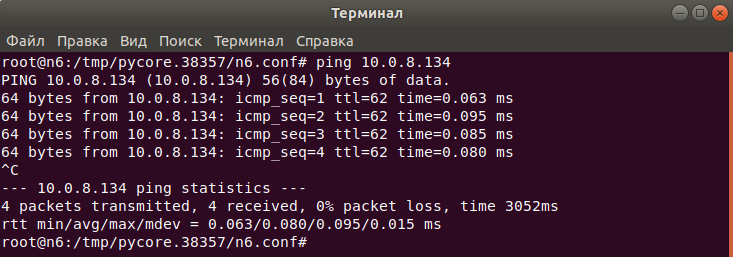 Терминал
Файл Правка Вид Поиск Терминал Справка
root@n6:/tmp/pycore.38357/n6.conf# ping 10.0.8.134
PING 10.0.8.134 (10.0.8.134) 56(84) bytes of data.
64 bytes from 10.0.8.134: icmp_seq=1 ttl=62 time=0.063 ms
64 bytes from 10.0.8.134: icmp_seq=2 ttl=62 time=0.095 ms
64 bytes from 10.0.8.134: icmp_seq=3 ttl=62 time=0.085 ms
64 bytes from 10.0.8.134: icmp_seq=4 ttl=62 time=0.080 ms
^C
--- 10.0.8.134 ping statistics ---
4 packets transmitted, 4 received, 0% packet loss, time 3052ms
rtt min/avg/max/mdev = 0.063/0.080/0.095/0.015 ms
root@n6:/tmp/pycore.38357/n6.conf#